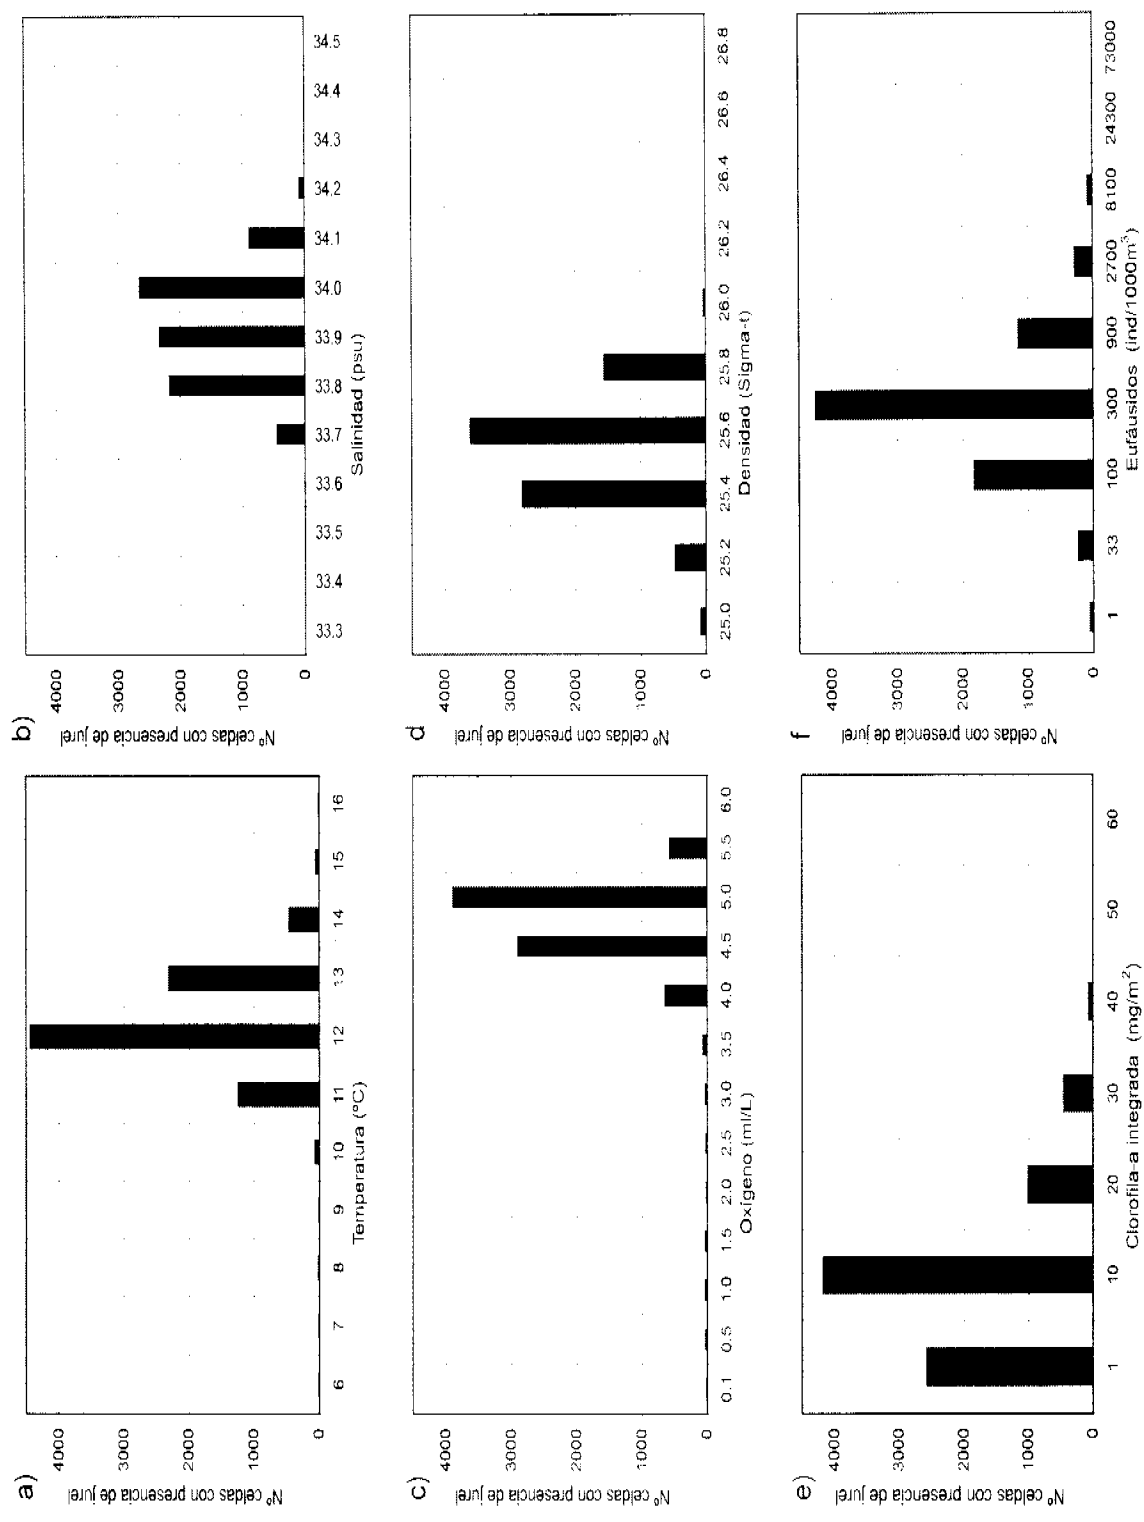 a)
Nº celdas con presencia de jurel
4000
3000
2000
1000
0
6 7 8 9 10 11 12 13 14 15 16
Temperatura (ºC)
b)
Nº celdas con presencia de jurel
4000
3000
2000
1000
0
33.3 33.4 33.5 33.6 33.7 33.8 33.9 34.0 34.1 34.2 34.3 34.4 34.5
Salinidad (psu)
c)
Nº celdas con presencia de jurel
4000
3000
2000
1000
0
0.1 0.5 1.0 1.5 2.0 2.5 3.0 3.5 4.0 4.5 5.0 5.5 6.0
Oxígeno (ml/L)
d
Nº celdas con presencia de jurel
4000
3000
2000
1000
0
25.0 25.2 25.4 25.6 25.8 26.0 26.2 26.4 26.6 26.8
Densidad (Sigma-t)
e)
Nº celdas con presencia de jurel
4000
3000
2000
1000
0
1 10 20 30 40 50 60
Clorofila-a integrada (mg/m²)
f
Nº celdas con presencia de jurel
4000
3000
2000
1000
0
1 33 100 300 900 2700 8100 24300 73000
Eufáusidos (ind/1000m³)